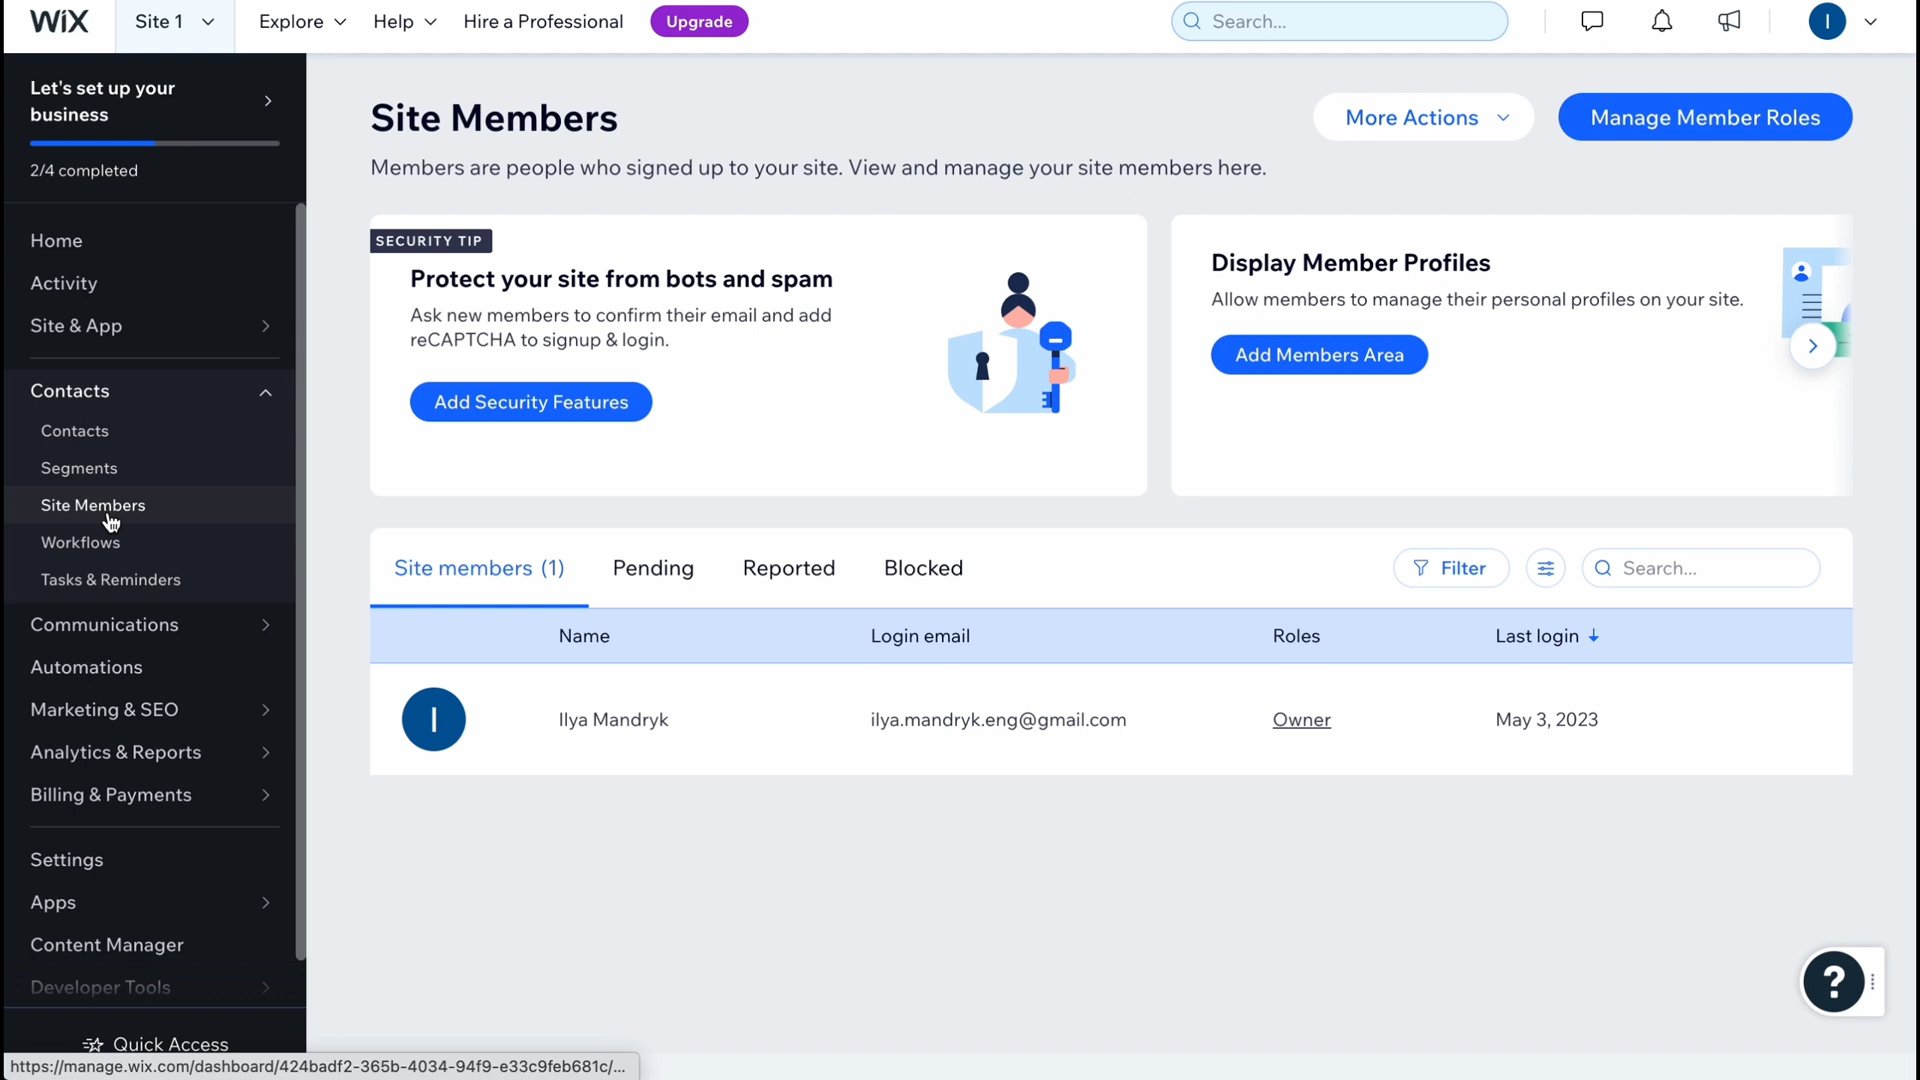 WiX
Site 1
Explore
Help
Hire a Professional
Upgrade
Search...
I
Let's set up your
business
2/4 completed
Home
Activity
Site & App
Contacts
Contacts
Segments
Site Members
Workflows
Tasks & Reminders
Communications
Automations
Marketing & SEO
Analytics & Reports
Billing & Payments
Settings
Apps
Content Manager
Developer Tools
Quick Access
https://manage.wix.com/dashboard/424badf2-365b-4034-94f9-e33c9feb681c/...
Site Members
More Actions
Manage Member Roles
Members are people who signed up to your site. View and manage your site members here.
SECURITY TIP
Protect your site from bots and spam
Ask new members to confirm their email and add
reCAPTCHA to signup & login.
Add Security Features
Display Member Profiles
Allow members to manage their personal profiles on your site.
Add Members Area
Site members (1)
Pending
Reported
Blocked
Filter
Search...
Name
Login email
Roles
Last login
I
Ilya Mandryk
ilya.mandryk.eng@gmail.com
Owner
May 3, 2023
?